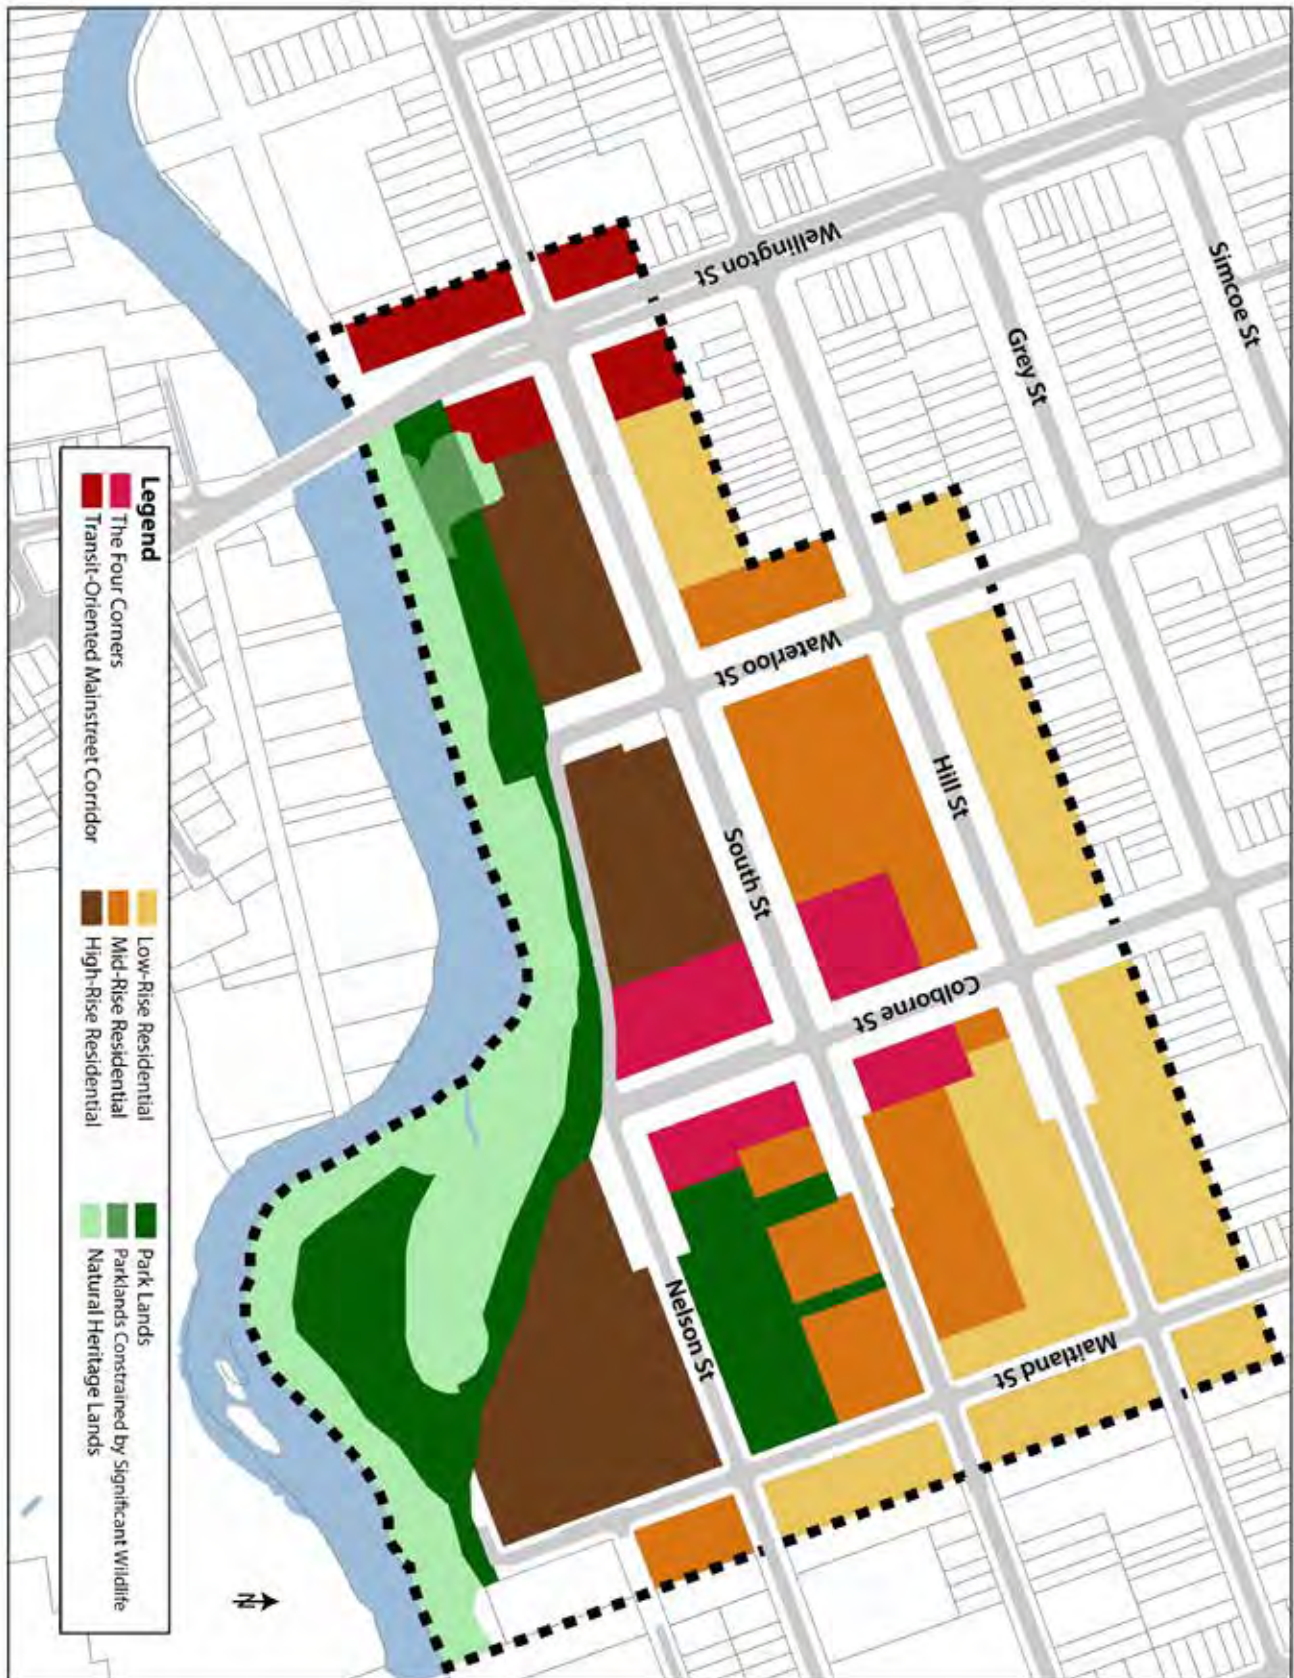 Simcoe St
Grey St
Wellington St
Hill St
Waterloo St
South St
Colborne St
Nelson St
Maitland St
Legend
The Four Corners
Transit-Oriented Mainstreet Corridor
Low-Rise Residential
Mid-Rise Residential
High-Rise Residential
Park Lands
Parklands Constrained by Significant Wildlife
Natural Heritage Lands
N